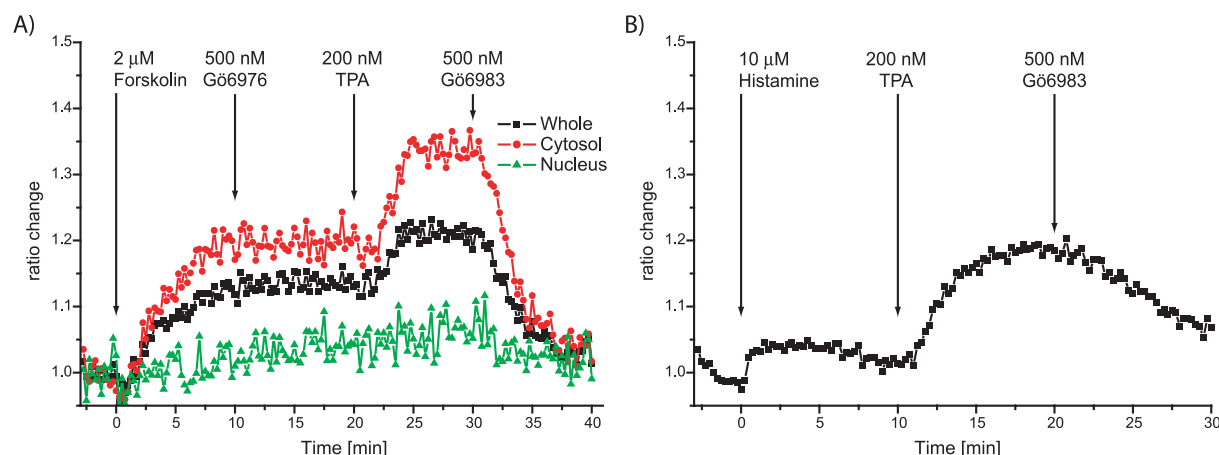 A)
2 μM
Forskolin
500 nM
Gö6976
200 nM
TPA
500 nM
Gö6983
Whole
Cytosol
Nucleus
ratio change
1.5
1.4
1.3
1.2
1.1
1.0
0 5 10 15 20 25 30 35 40
Time [min]
B)
10 μM
Histamine
200 nM
TPA
500 nM
Gö6983
ratio change
1.5
1.4
1.3
1.2
1.1
1.0
0 5 10 15 20 25 30
Time [min]